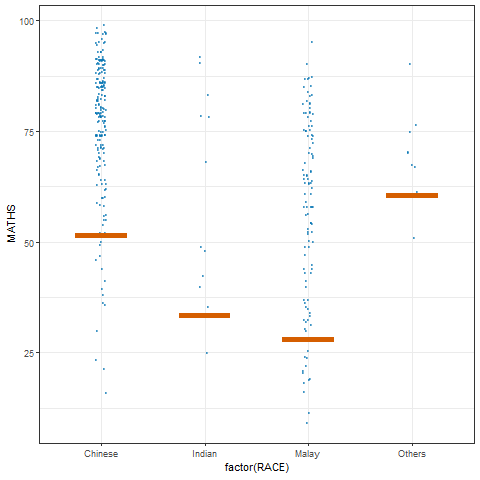 100
75
50
25
MATHS
Chinese
Indian
Malay
Others
factor(RACE)